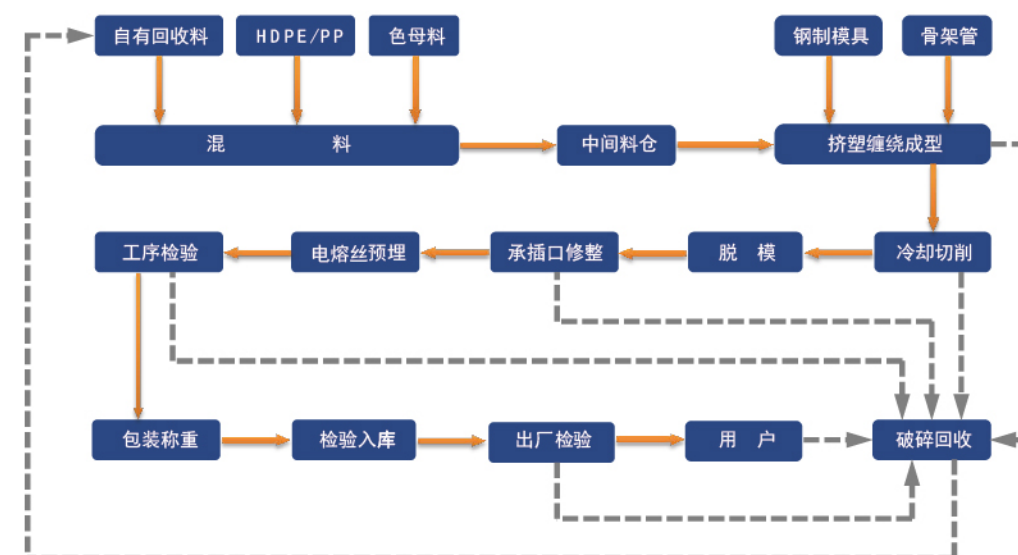 自有回收料
HDPE/PP
色母料
钢制模具
骨架管
混 料
中间料仓
挤塑缠绕成型
工序检验
电熔丝预埋
承插口修整
脱 模
冷却切削
包装称重
检验入库
出厂检验
用 户
破碎回收